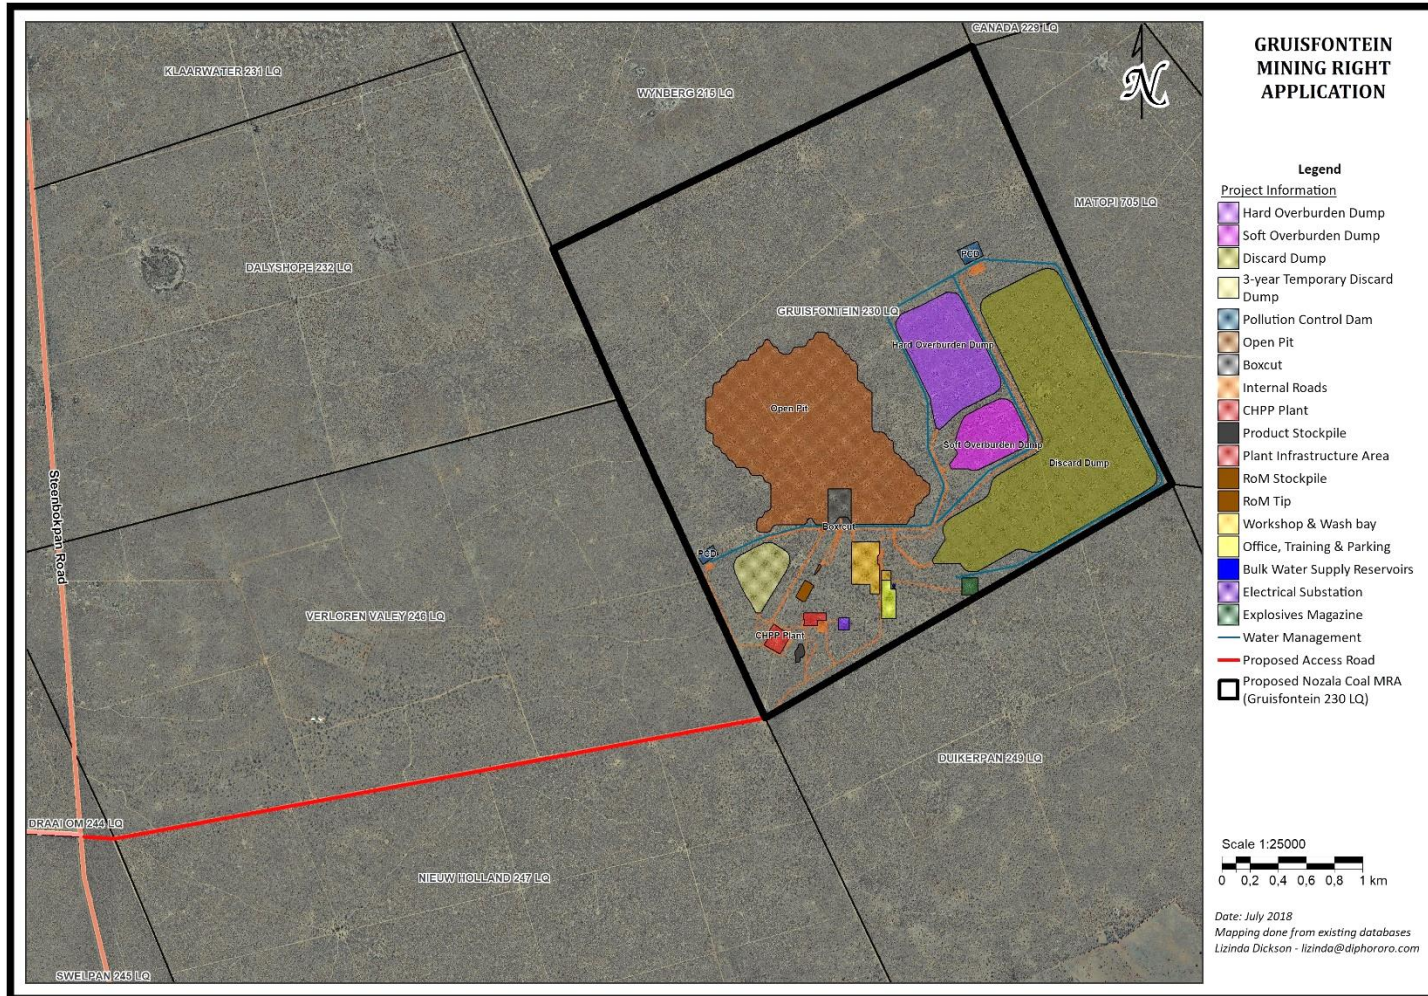 CANADA 229 LQ
KLAARWATER 231 LQ
WYNBERG 215 LQ
N
MATOPI 705 LQ
DALYSHOPE 232 LQ
PCD
GRUISFONTEIN 230 LQ
Hard Overburden Dump
Open Pit
Soft Overburden Dump
Discard Dump
Steenbokpan Road
Box cut
PCD
VERLOREN VALEY 246 LQ
CHPP Plant
DUIKERPAN 249 LQ
DRAAI OM 244 LQ
NIEUW HOLLAND 247 LQ
SWELPAN 245 LQ
GRUISFONTEIN
MINING RIGHT
APPLICATION
Legend
Project Information
Hard Overburden Dump
Soft Overburden Dump
Discard Dump
3-year Temporary Discard
Dump
Pollution Control Dam
Open Pit
Boxcut
Internal Roads
CHPP Plant
Product Stockpile
Plant Infrastructure Area
RoM Stockpile
RoM Tip
Workshop & Wash bay
Office, Training & Parking
Bulk Water Supply Reservoirs
Electrical Substation
Explosives Magazine
Water Management
Proposed Access Road
Proposed Nozala Coal MRA
(Gruisfontein 230 LQ)
Scale 1:25000
0 0,2 0,4 0,6 0,8 1 km
Date: July 2018
Mapping done from existing databases
Lizinda Dickson - lizinda@diphororo.com